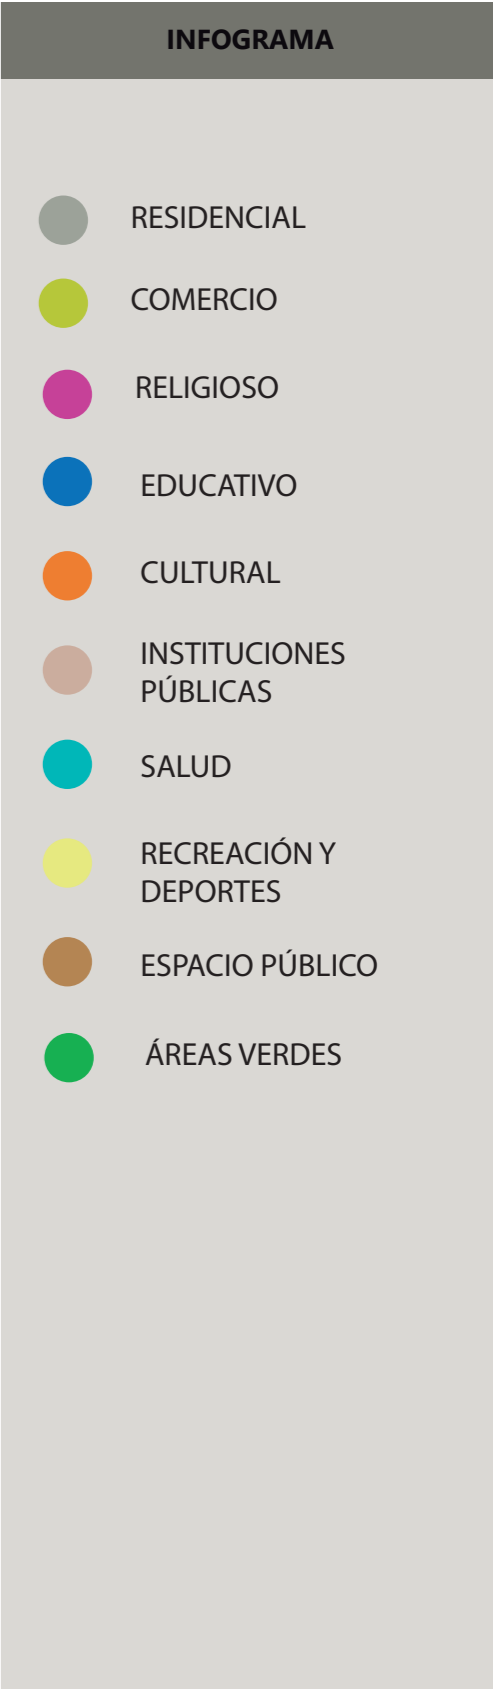 INFOGRAMA
RESIDENCIAL
COMERCIO
RELIGIOSO
EDUCATIVO
CULTURAL
INSTITUCIONES
PÚBLICAS
SALUD
RECREACIÓN Y
DEPORTES
ESPACIO PÚBLICO
ÁREAS VERDES